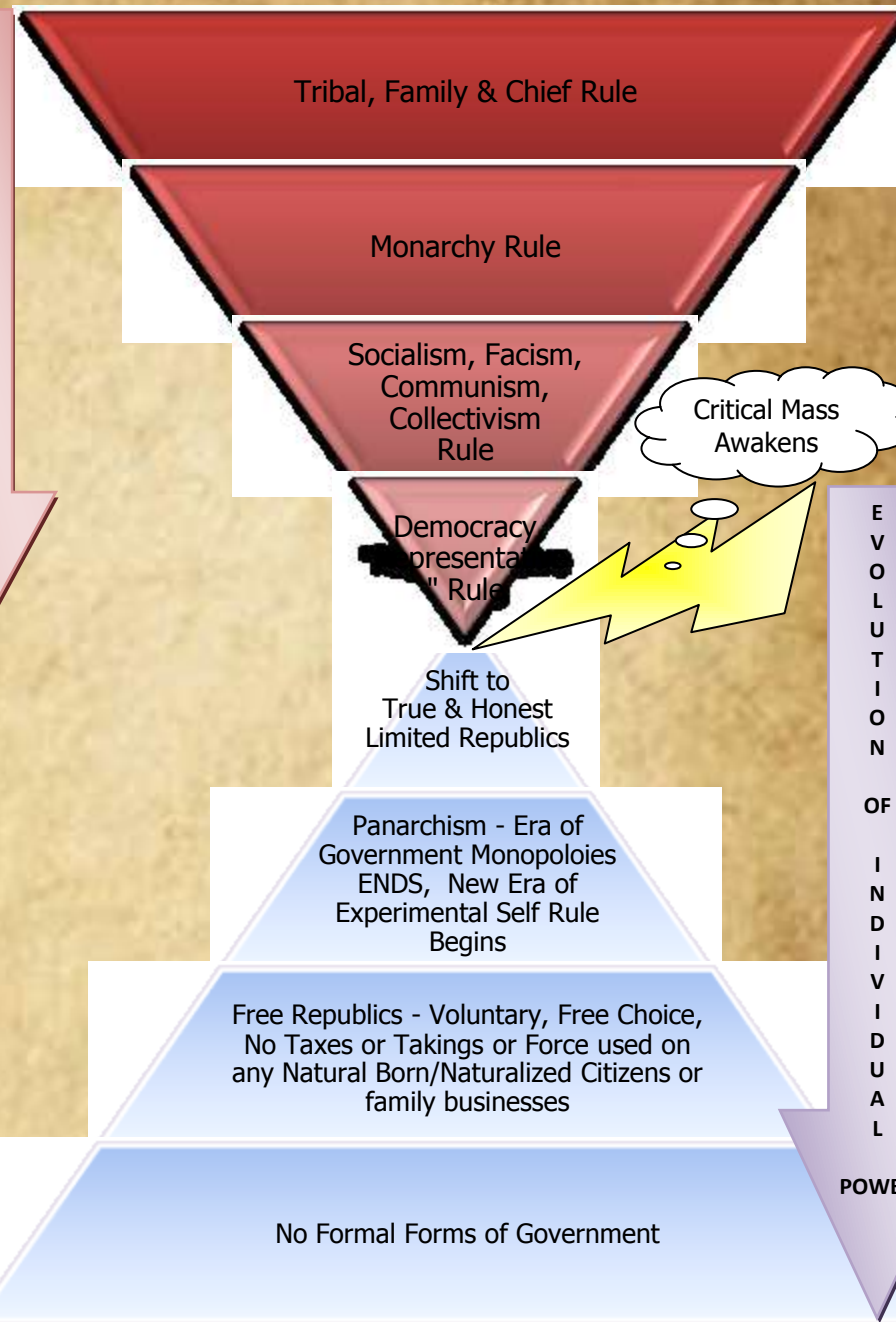 Tribal, Family & Chief Rule
Monarchy Rule
Socialism, Facism,
Communism,
Collectivism
Rule
Critical Mass
Awakens
Democracy
" Rule
Shift to
True & Honest
Limited Republics
Panarchism - Era of
Government Monopoloies
ENDS, New Era of
Experimental Self Rule
Begins
Free Republics - Voluntary, Free Choice,
No Taxes or Takings or Force used on
any Natural Born/Naturalized Citizens or
family businesses
No Formal Forms of Government
E
V
O
L
U
T
I
O
N
OF
I
N
D
I
V
I
D
U
A
L